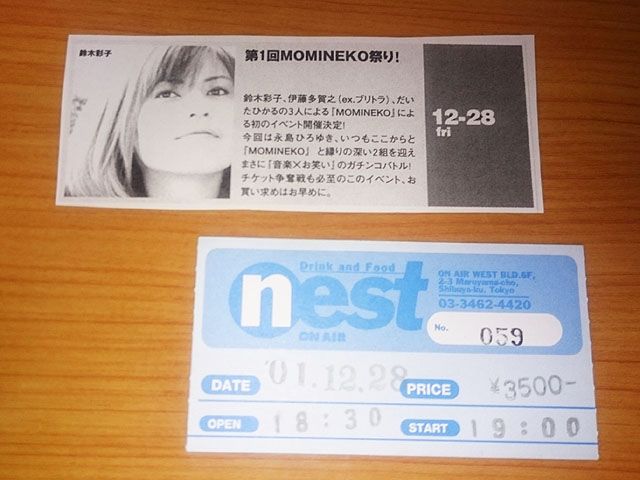 鈴木彩子
第1回MOMINEKO祭り!
鈴木彩子、伊藤多賀之（ex.ブリトラ）、だい
たひかるの3人による『MOMINEKO』によ
る初のイベント開催決定!
今回は永島ひろゆき、いつもここからと
『MOMINEKO』と縁りの深い2組を迎え
まさに『音楽×お笑い』のガチンコバトル!
チケット争奪戦も必至のこのイベント、お
買い求めはお早めに。
12-28
fri
Drink and Food
nest
ON AIR
ON AIR WEST BLD.6F,
2-3 Maruyama-cho,
Shibuya-ku, Tokyo
03-3462-4420
No. 059
DATE '01.12.28
PRICE ¥3500-
OPEN 18:30
START 19:00